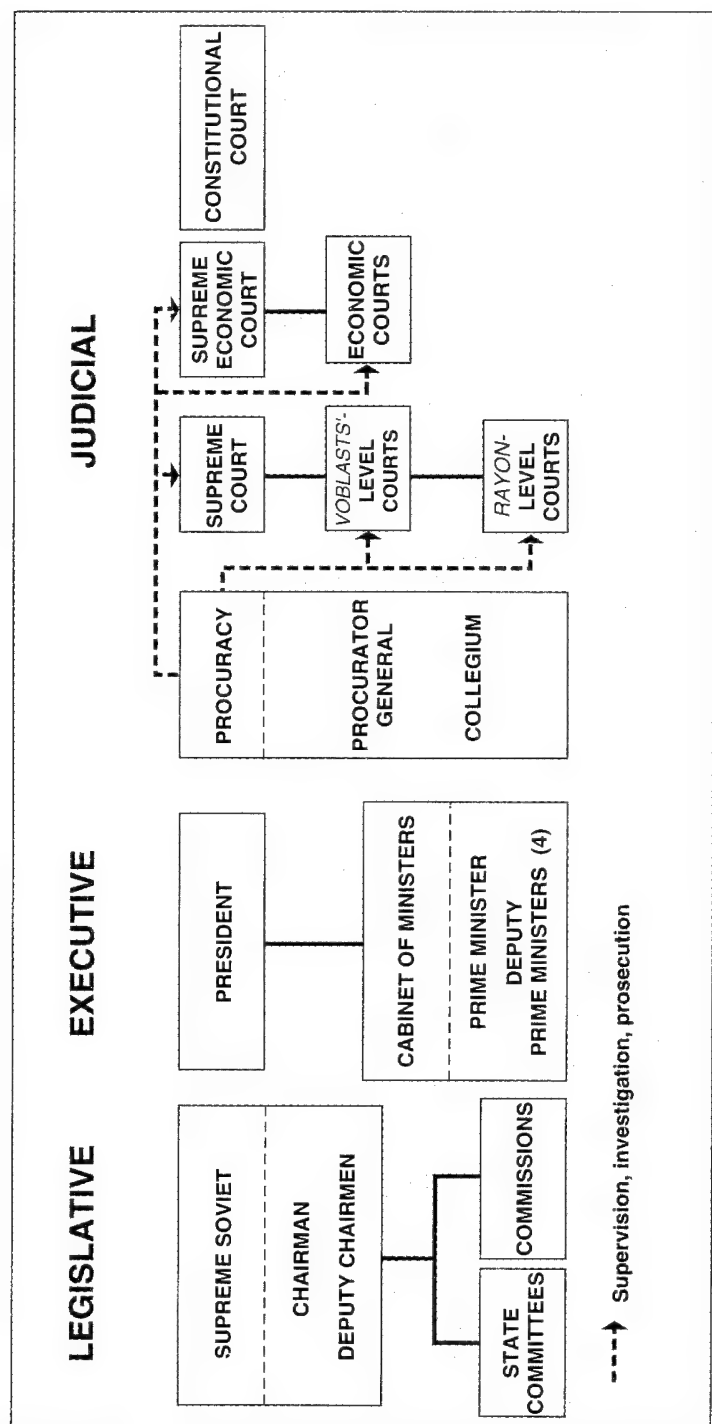 LEGISLATIVE
EXECUTIVE
JUDICIAL
SUPREME SOVIET
CHAIRMAN
DEPUTY CHAIRMEN
STATE
COMMITTEES
COMMISSIONS
PRESIDENT
CABINET OF MINISTERS
PRIME MINISTER
DEPUTY
PRIME MINISTERS (4)
PROCURACY
PROCURATOR
GENERAL
COLLEGIUM
SUPREME
COURT
VOBLASTS'-
LEVEL
COURTS
RAYON-
LEVEL
COURTS
SUPREME
ECONOMIC
COURT
ECONOMIC
COURTS
CONSTITUTIONAL
COURT
Supervision, investigation, prosecution